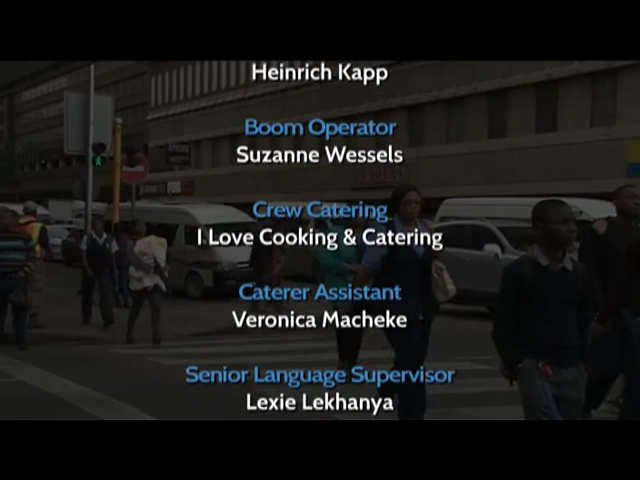 Heinrich Kapp
Boom Operator
Suzanne Wessels
Crew Catering
I Love Cooking & Catering
Caterer Assistant
Veronica Macheke
Senior Language Supervisor
Lexie Lekhanya